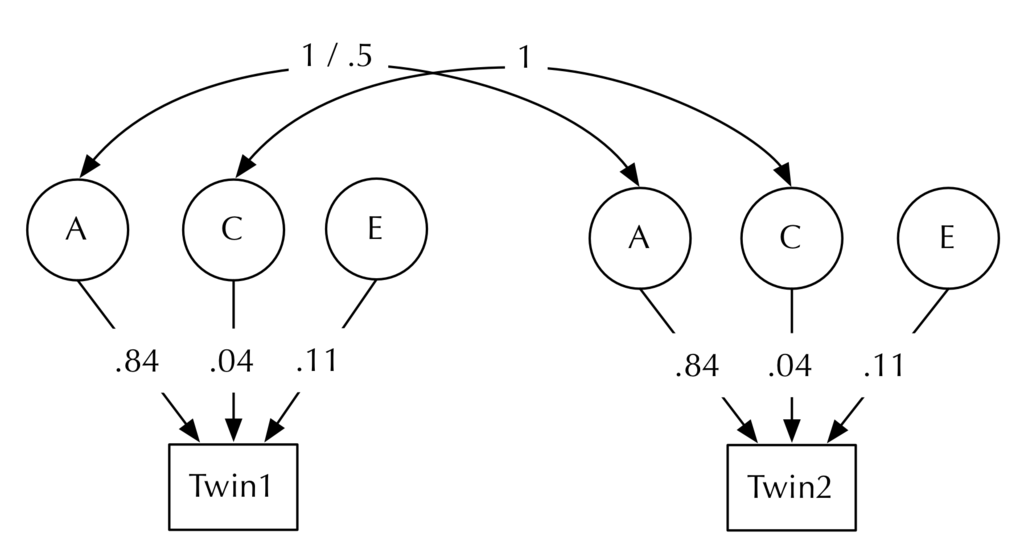 1 / .5 1
A C E A C E
.84 .04 .11 .84 .04 .11
Twin1 Twin2